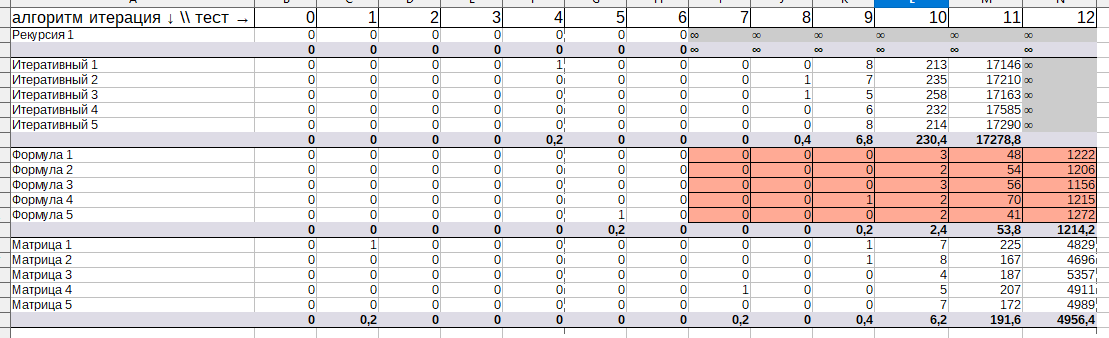 алгоритм итерация ↓ \\ тест → 0 1 2 3 4 5 6 7 8 9 10 11 12
Рекурсия 1 0 0 0 0 0 0 0 ∞ ∞ ∞ ∞ ∞ ∞
0 0 0 0 0 0 0 ∞ ∞ ∞ ∞ ∞ ∞
Итеративный 1 0 0 0 0 1 0 0 0 0 8 213 17146 ∞
Итеративный 2 0 0 0 0 0 0 0 0 1 7 235 17210 ∞
Итеративный 3 0 0 0 0 0 0 0 0 1 5 258 17163 ∞
Итеративный 4 0 0 0 0 0 0 0 0 0 6 232 17585 ∞
Итеративный 5 0 0 0 0 0 0 0 0 0 8 214 17290 ∞
0 0 0 0 0,2 0 0 0 0,4 6,8 230,4 17278,8
Формула 1 0 0 0 0 0 0 0 0 0 0 3 48 1222
Формула 2 0 0 0 0 0 0 0 0 0 0 2 54 1206
Формула 3 0 0 0 0 0 0 0 0 0 0 3 56 1156
Формула 4 0 0 0 0 0 0 0 0 0 1 2 70 1215
Формула 5 0 0 0 0 0 1 0 0 0 0 2 41 1272
0 0 0 0 0 0,2 0 0 0 0,2 2,4 53,8 1214,2
Матрица 1 0 1 0 0 0 0 0 0 0 1 7 225 4829
Матрица 2 0 0 0 0 0 0 0 0 0 1 8 167 4696
Матрица 3 0 0 0 0 0 0 0 0 0 0 4 187 5357
Матрица 4 0 0 0 0 0 0 0 1 0 0 5 207 4911
Матрица 5 0 0 0 0 0 0 0 0 0 0 7 172 4989
0 0,2 0 0 0 0 0 0,2 0 0,4 6,2 191,6 4956,4